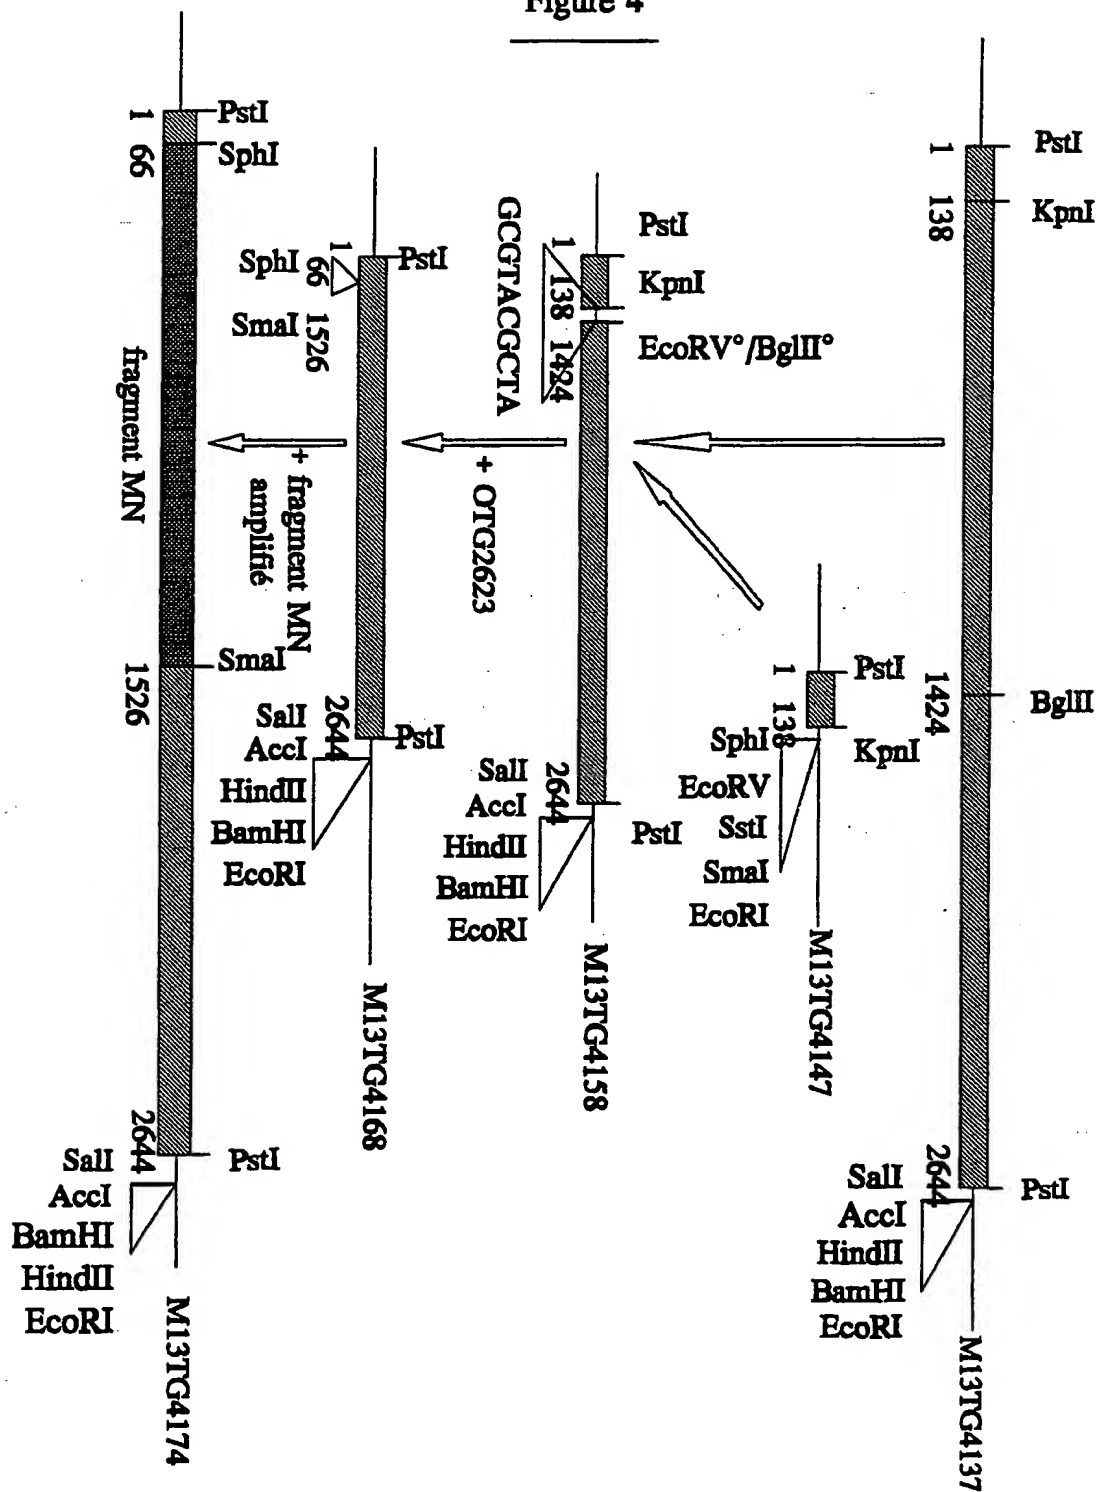 Figure 4
PstI
KpnI
BglII
PstI
1
138
1424
2644
SalI
AccI
HindII
BamHI
EcoRI
M13TG4137
PstI
KpnI
1
138
SphI
EcoRV
SstI
SmaI
EcoRI
M13TG4147
PstI
KpnI
EcoRV°/BglII°
1
138
1424
GCGTACGCTA
2644
PstI
SalI
AccI
HindII
BamHI
EcoRI
M13TG4158
+ OTG2623
PstI
1
SphI 66
SmaI 1526
2644
PstI
SalI
AccI
HindII
BamHI
EcoRI
M13TG4168
+ fragment MN
amplifié
PstI
SphI
1
66
fragment MN
SmaI
1526
2644
PstI
SalI
AccI
BamHI
HindII
EcoRI
M13TG4174